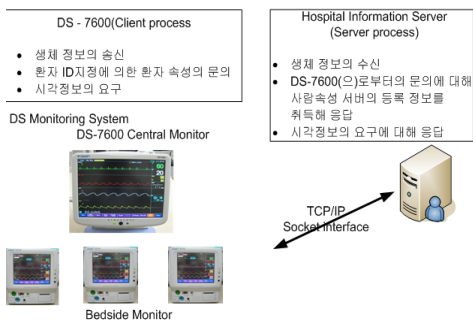 DS - 7600(Client process
• 생체 정보의 송신
• 환자 ID지정에 의한 환자 속성의 문의
• 시각정보의 요구
Hospital Information Server
(Server process)
• 생체 정보의 수신
• DS-7600(으)로부터의 문의에 대해
사람속성 서버의 등록 정보를
취득해 응답
• 시각정보의 요구에 대해 응답
DS Monitoring System
DS-7600 Central Monitor
TCP/IP
Socket Interface
Bedside Monitor